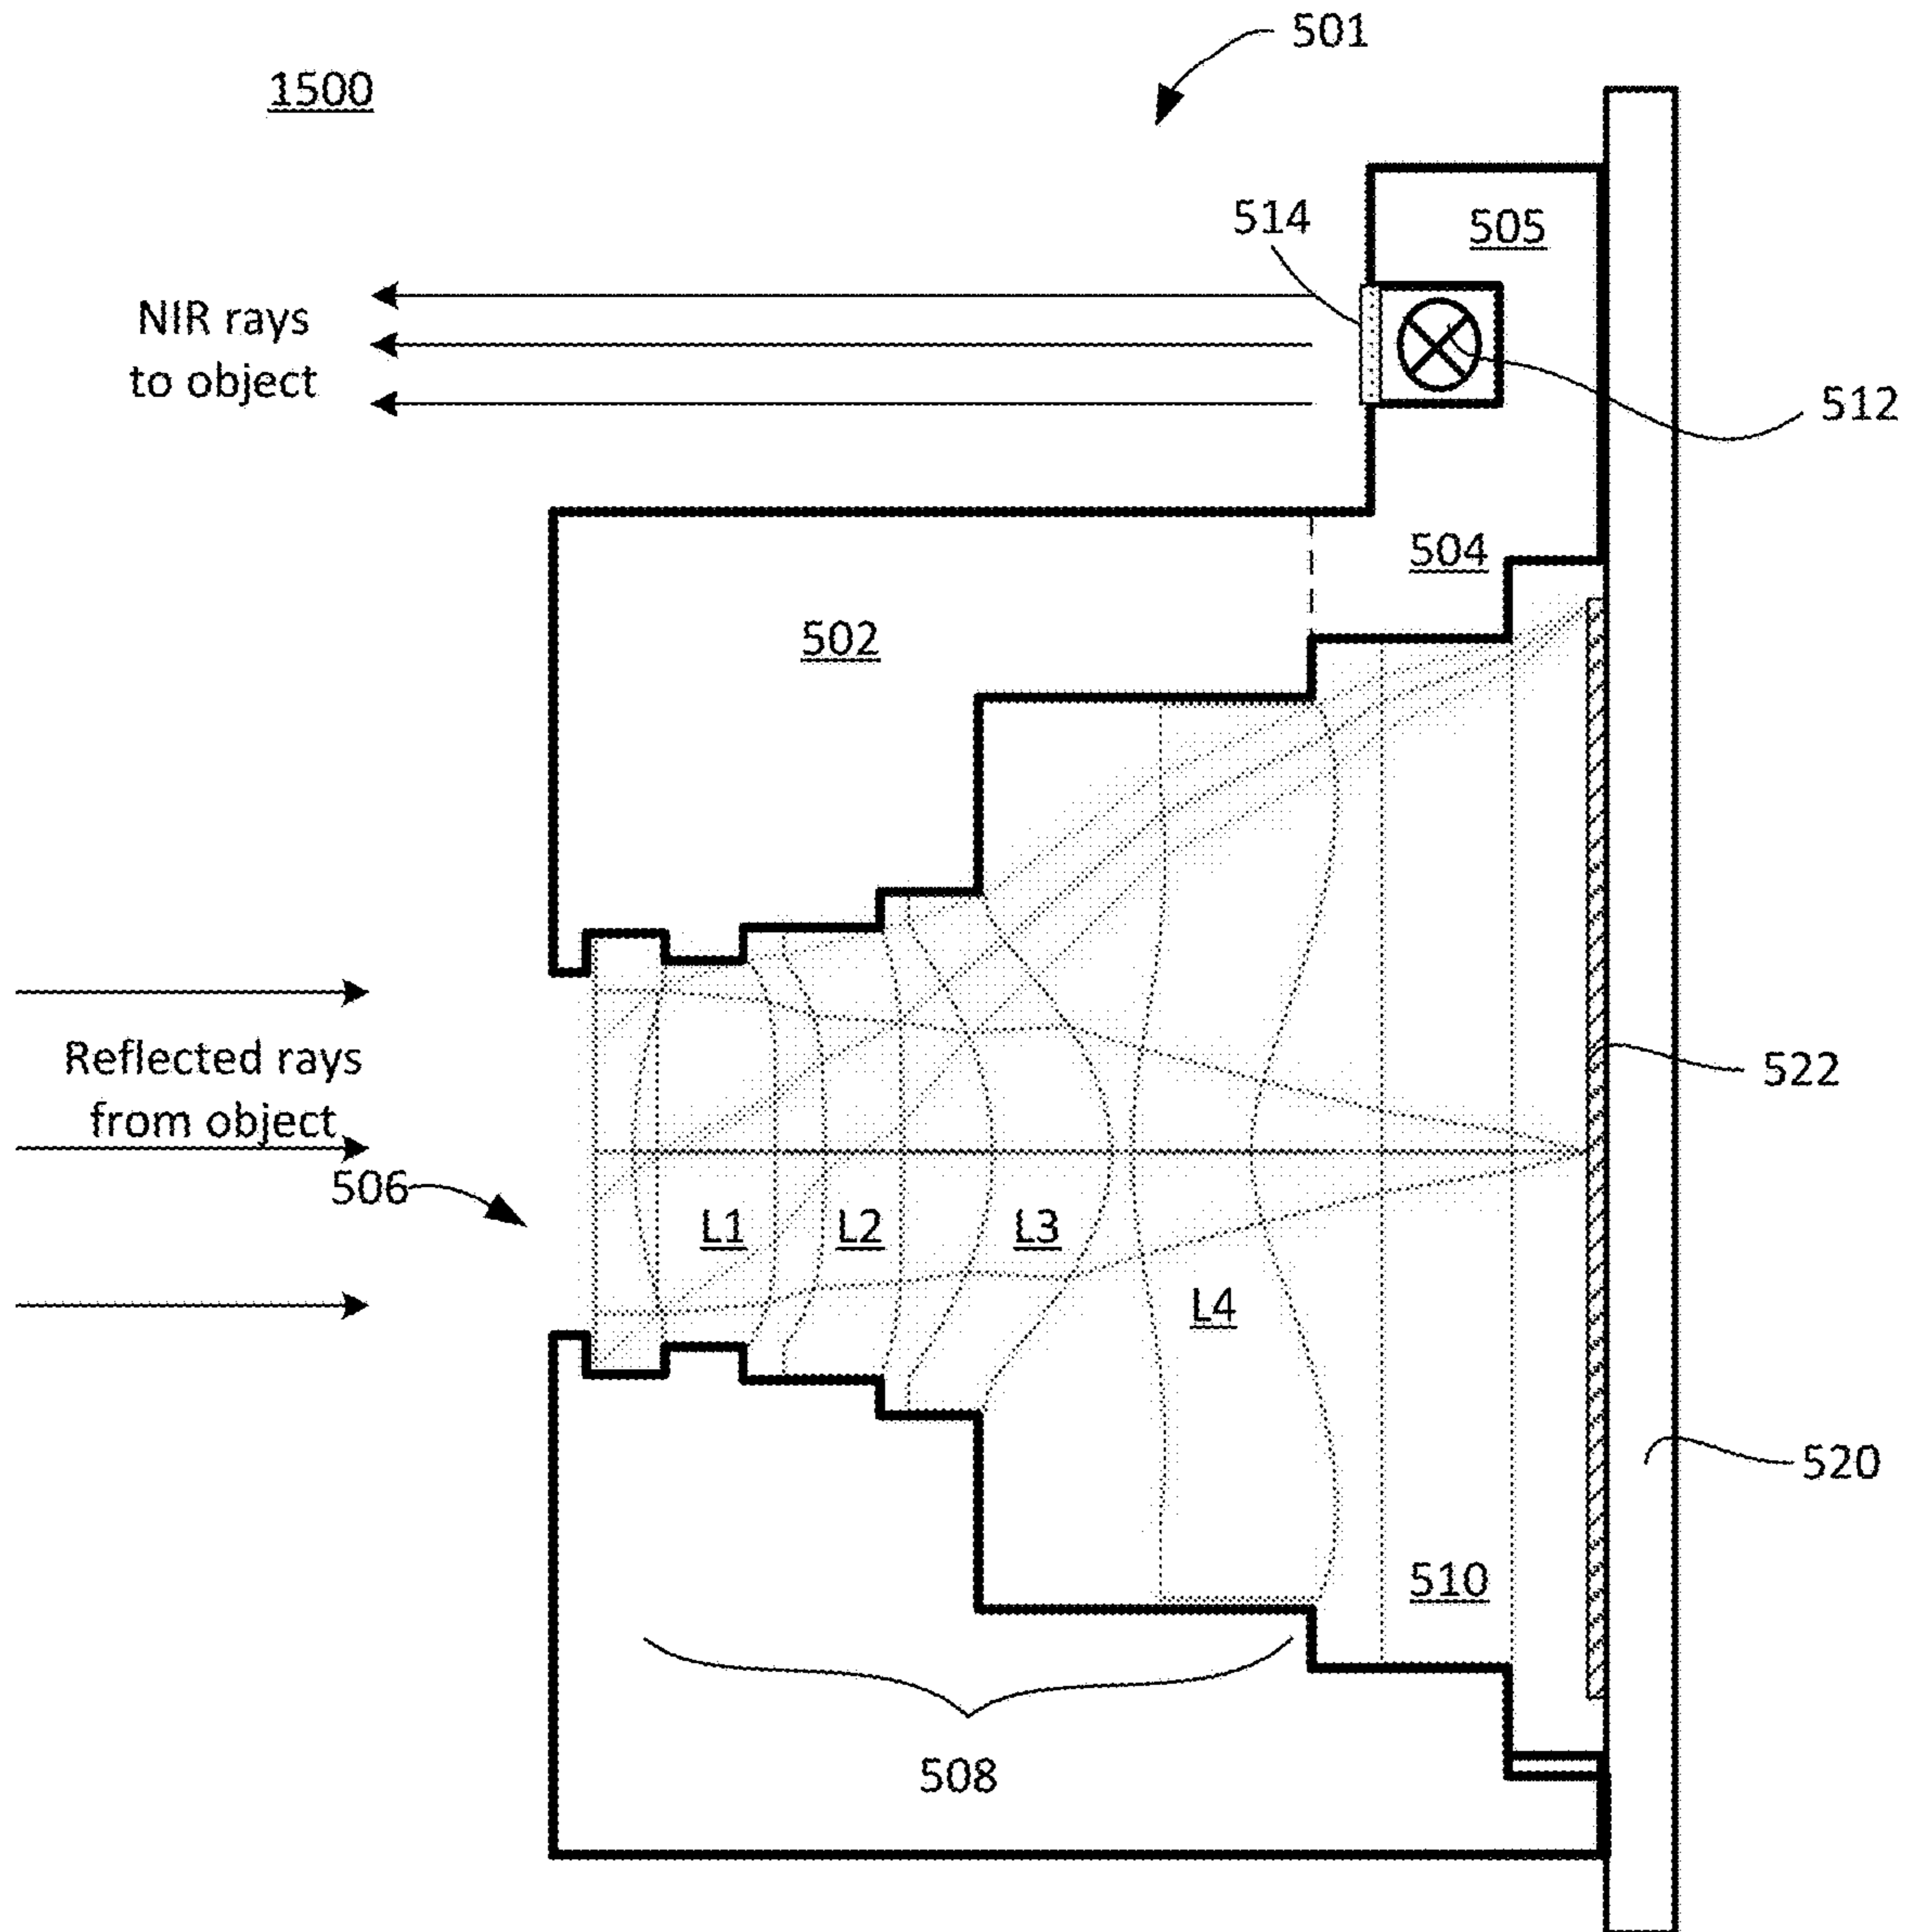 501
1500
514
505
NIR rays
to object
512
504
502
Reflected rays
from object
522
506
L1
L2
L3
L4
520
510
508